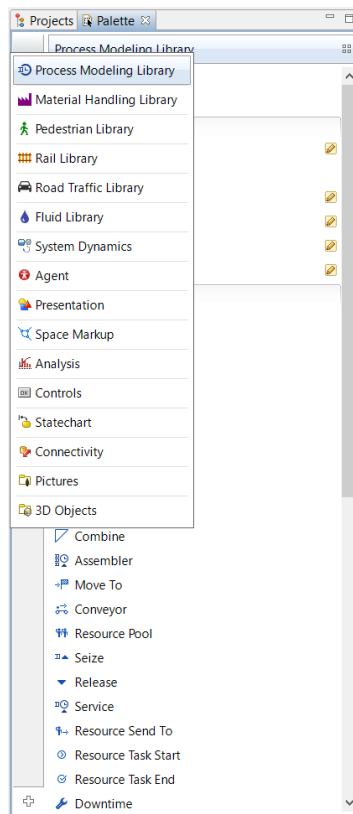 Projects Palette
Process Modeling Library
Process Modeling Library
Material Handling Library
Pedestrian Library
Rail Library
Road Traffic Library
Fluid Library
System Dynamics
Agent
Presentation
Space Markup
Analysis
Controls
Statechart
Connectivity
Pictures
3D Objects
Combine
Assembler
Move To
Conveyor
Resource Pool
Seize
Release
Service
Resource Send To
Resource Task Start
Resource Task End
Downtime